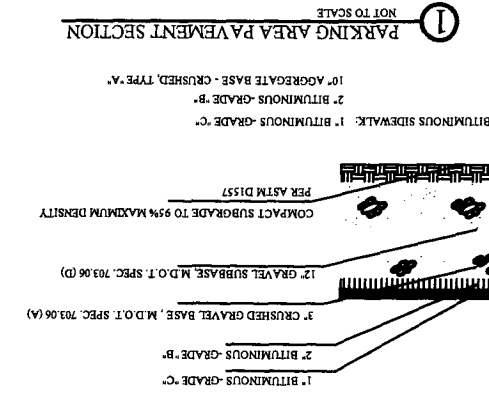 1" BITUMINOUS -GRADE "C"
2" BITUMINOUS -GRADE "B"
3" CRUSHED GRAVEL BASE , M.D.O.T. SPEC. 703.06 (A)
12" GRAVEL SUBBASE, M.D.O.T. SPEC. 703.06 (D)
COMPACT SUBGRADE TO 95% MAXIMUM DENSITY
PER ASTM D1557
BITUMINOUS SIDEWALK: 1" BITUMINOUS -GRADE "C".
2" BITUMINOUS -GRADE "B".
10" AGGREGATE BASE - CRUSHED, TYPE "A"
1 PARKING AREA PAVEMENT SECTION
NOT TO SCALE